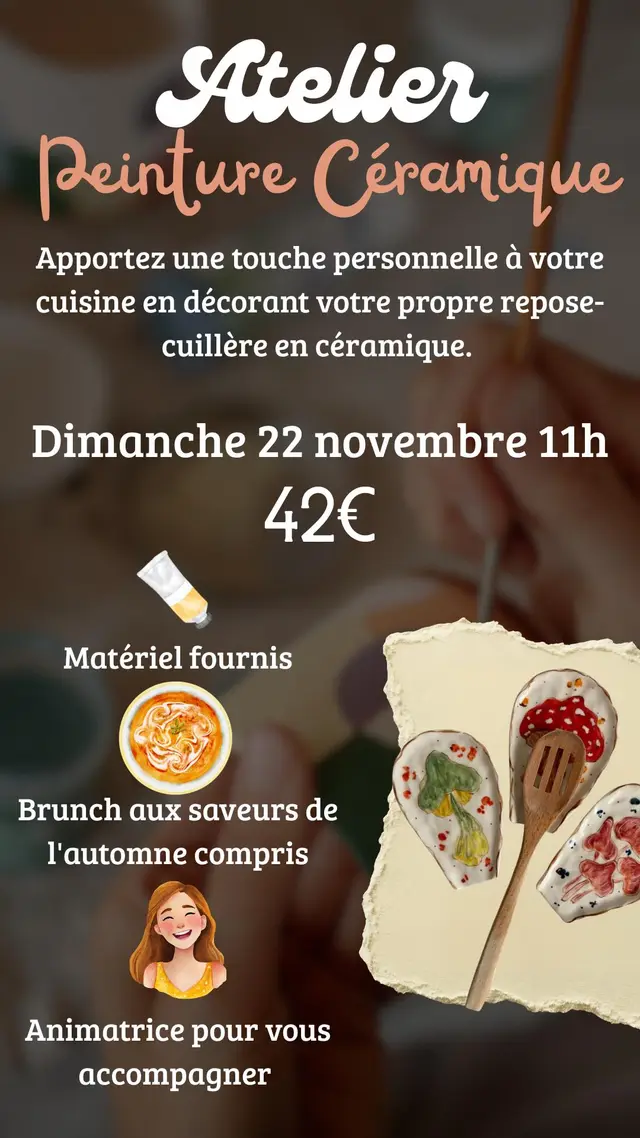 Atelier
Peinture Céramique
Apportez une touche personnelle à votre
cuisine en décorant votre propre repose-
cuillère en céramique.
Dimanche 22 novembre 11h
42€
Matériel fournis
Brunch aux saveurs de
l'automne compris
Animatrice pour vous
accompagner